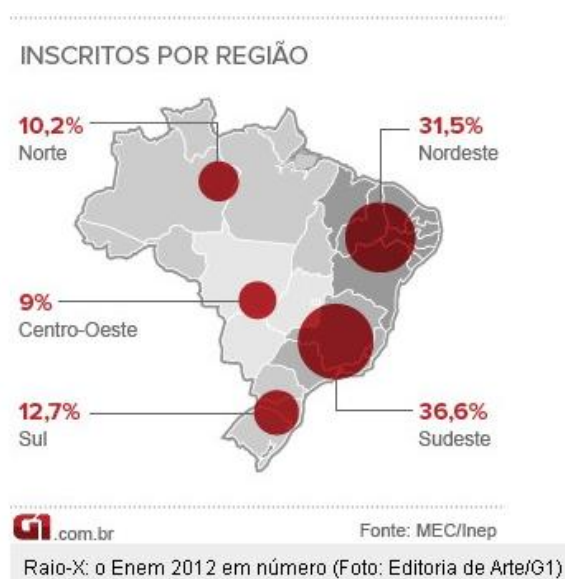 INSCRITOS POR REGIÃO
10,2%
Norte
31,5%
Nordeste
9%
Centro-Oeste
12,7%
Sul
36,6%
Sudeste
G1.com.br
Fonte: MEC/Inep
Raio-X: o Enem 2012 em número (Foto: Editoria de Arte/G1)